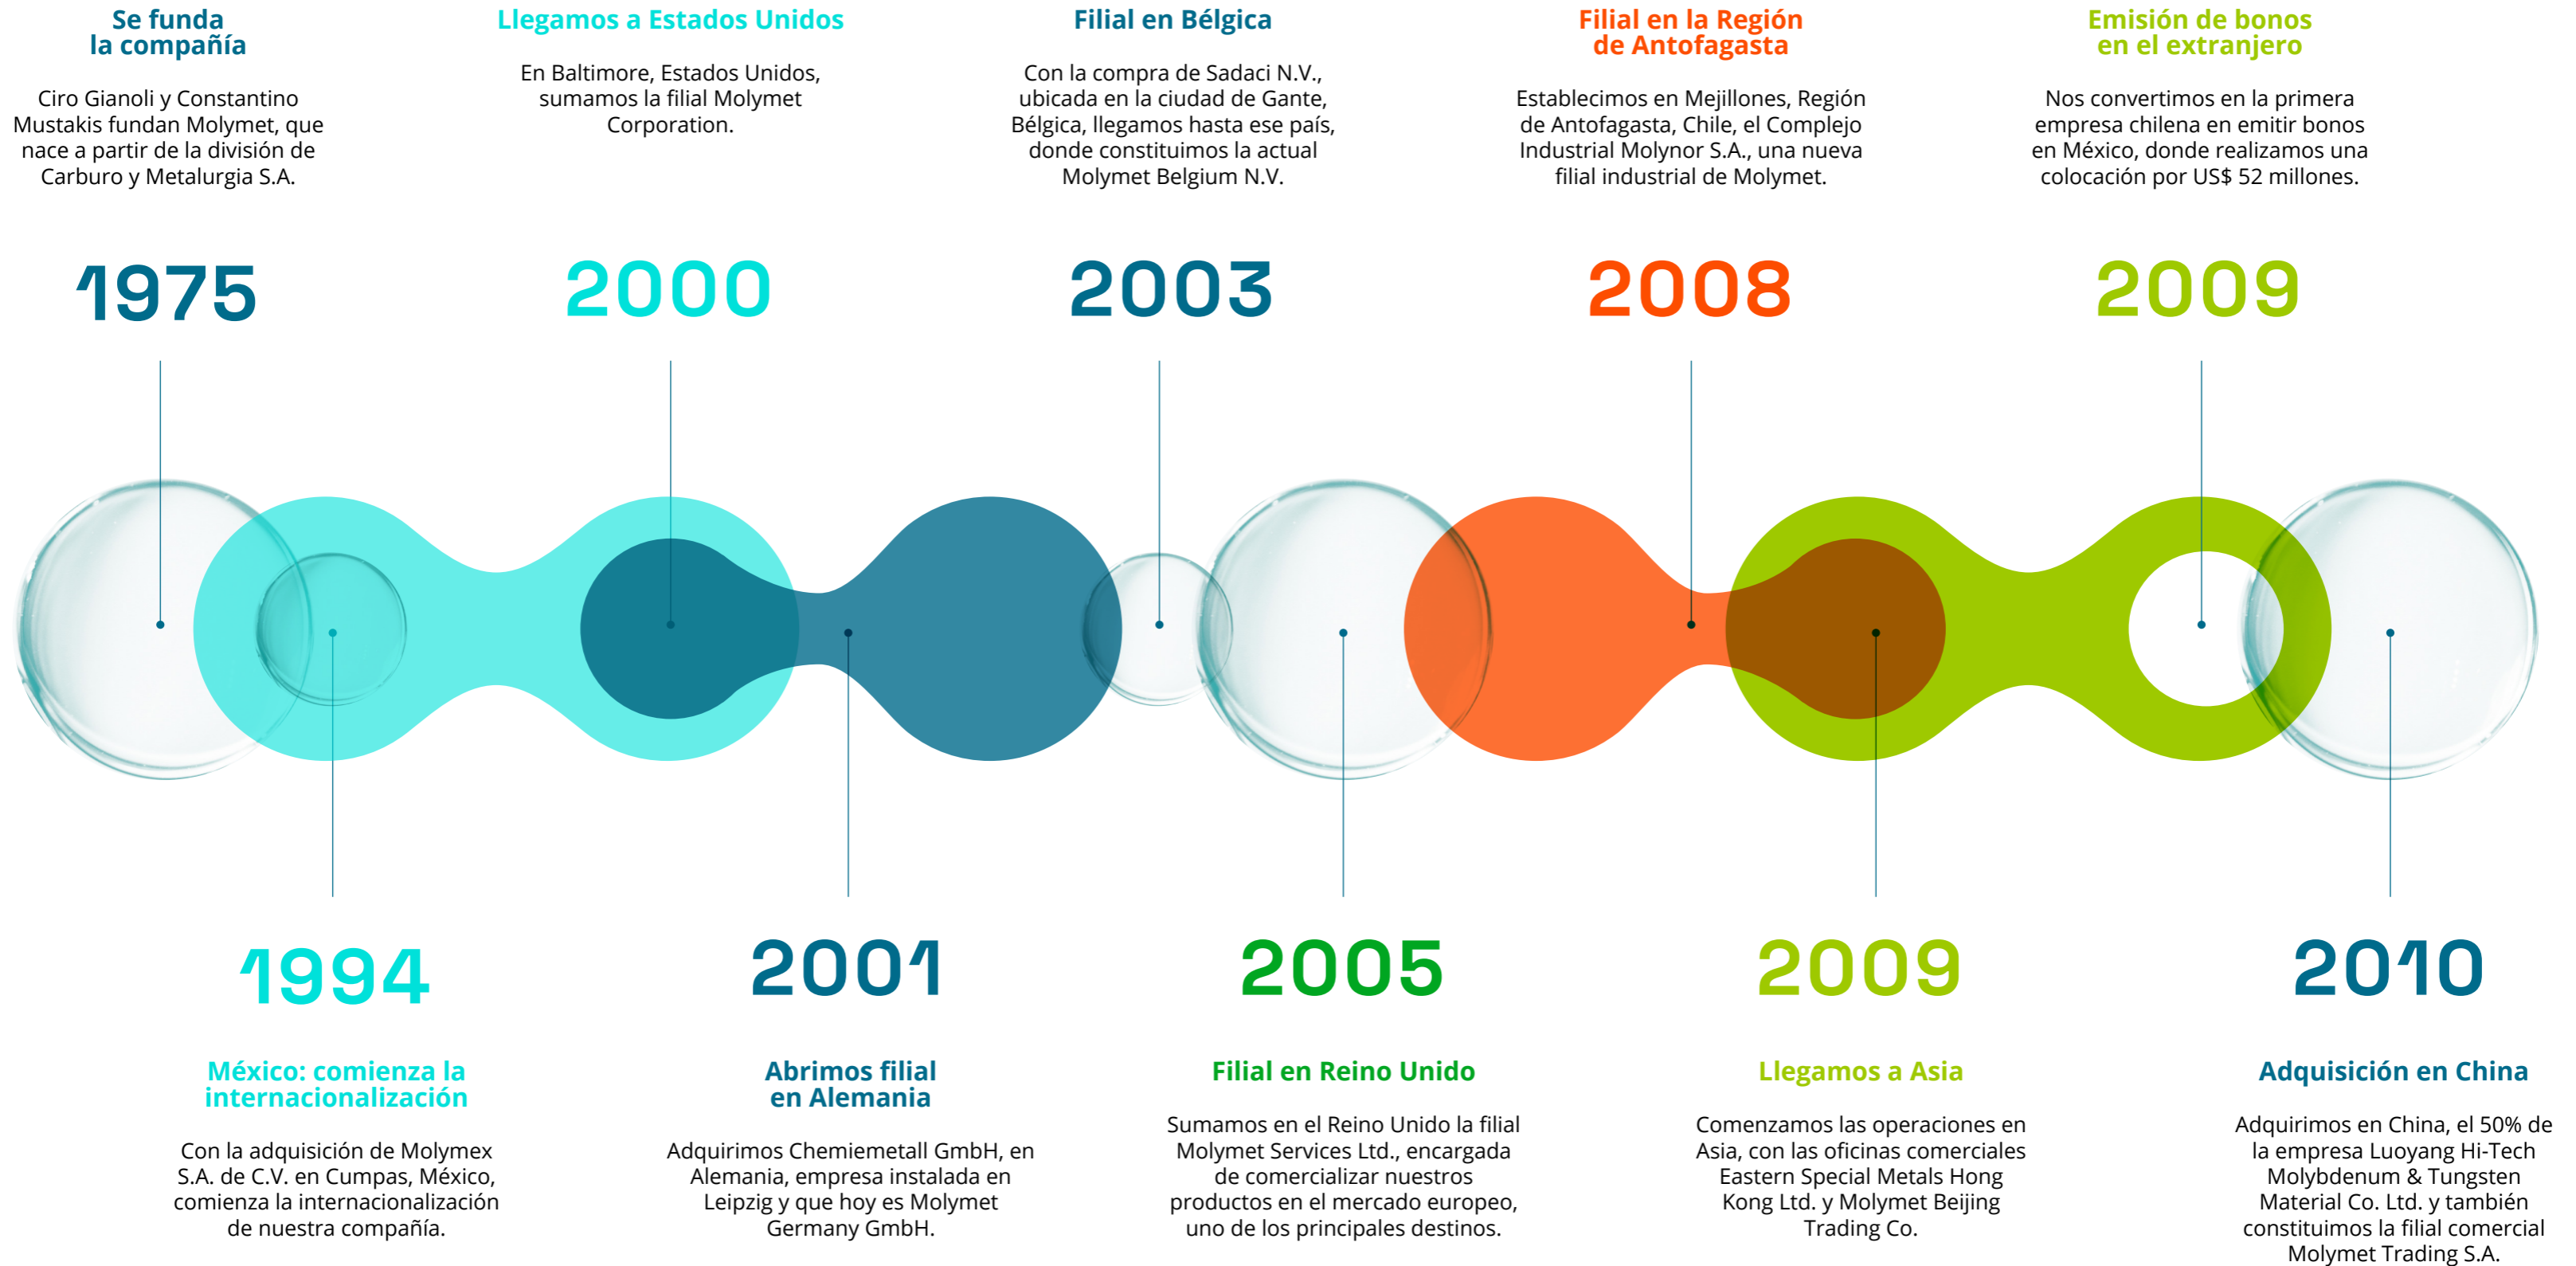 Se funda
la compañía
Ciro Gianoli y Constantino
Mustakis fundan Molymet, que
nace a partir de la división de
Carburo y Metalurgia S.A.
1975
Llegamos a Estados Unidos
En Baltimore, Estados Unidos,
sumamos la filial Molymet
Corporation.
2000
Filial en Bélgica
Con la compra de Sadaci N.V.,
ubicada en la ciudad de Gante,
Bélgica, llegamos hasta ese país,
donde constituimos la actual
Molymet Belgium N.V.
2003
Filial en la Región
de Antofagasta
Establecimos en Mejillones, Región
de Antofagasta, Chile, el Complejo
Industrial Molynor S.A., una nueva
filial industrial de Molymet.
2008
Emisión de bonos
en el extranjero
Nos convertimos en la primera
empresa chilena en emitir bonos
en México, donde realizamos una
colocación por US$ 52 millones.
2009
1994
México: comienza la
internacionalización
Con la adquisición de Molymex
S.A. de C.V. en Cumpas, México,
comienza la internacionalización
de nuestra compañía.
2001
Abrimos filial
en Alemania
Adquirimos Chemiemetall GmbH, en
Alemania, empresa instalada en
Leipzig y que hoy es Molymet
Germany GmbH.
2005
Filial en Reino Unido
Sumamos en el Reino Unido la filial
Molymet Services Ltd., encargada
de comercializar nuestros
productos en el mercado europeo,
uno de los principales destinos.
2009
Llegamos a Asia
Comenzamos las operaciones en
Asia, con las oficinas comerciales
Eastern Special Metals Hong
Kong Ltd. y Molymet Beijing
Trading Co.
2010
Adquisición en China
Adquirimos en China, el 50% de
la empresa Luoyang Hi-Tech
Molybdenum & Tungsten
Material Co. Ltd. y también
constituimos la filial comercial
Molymet Trading S.A.